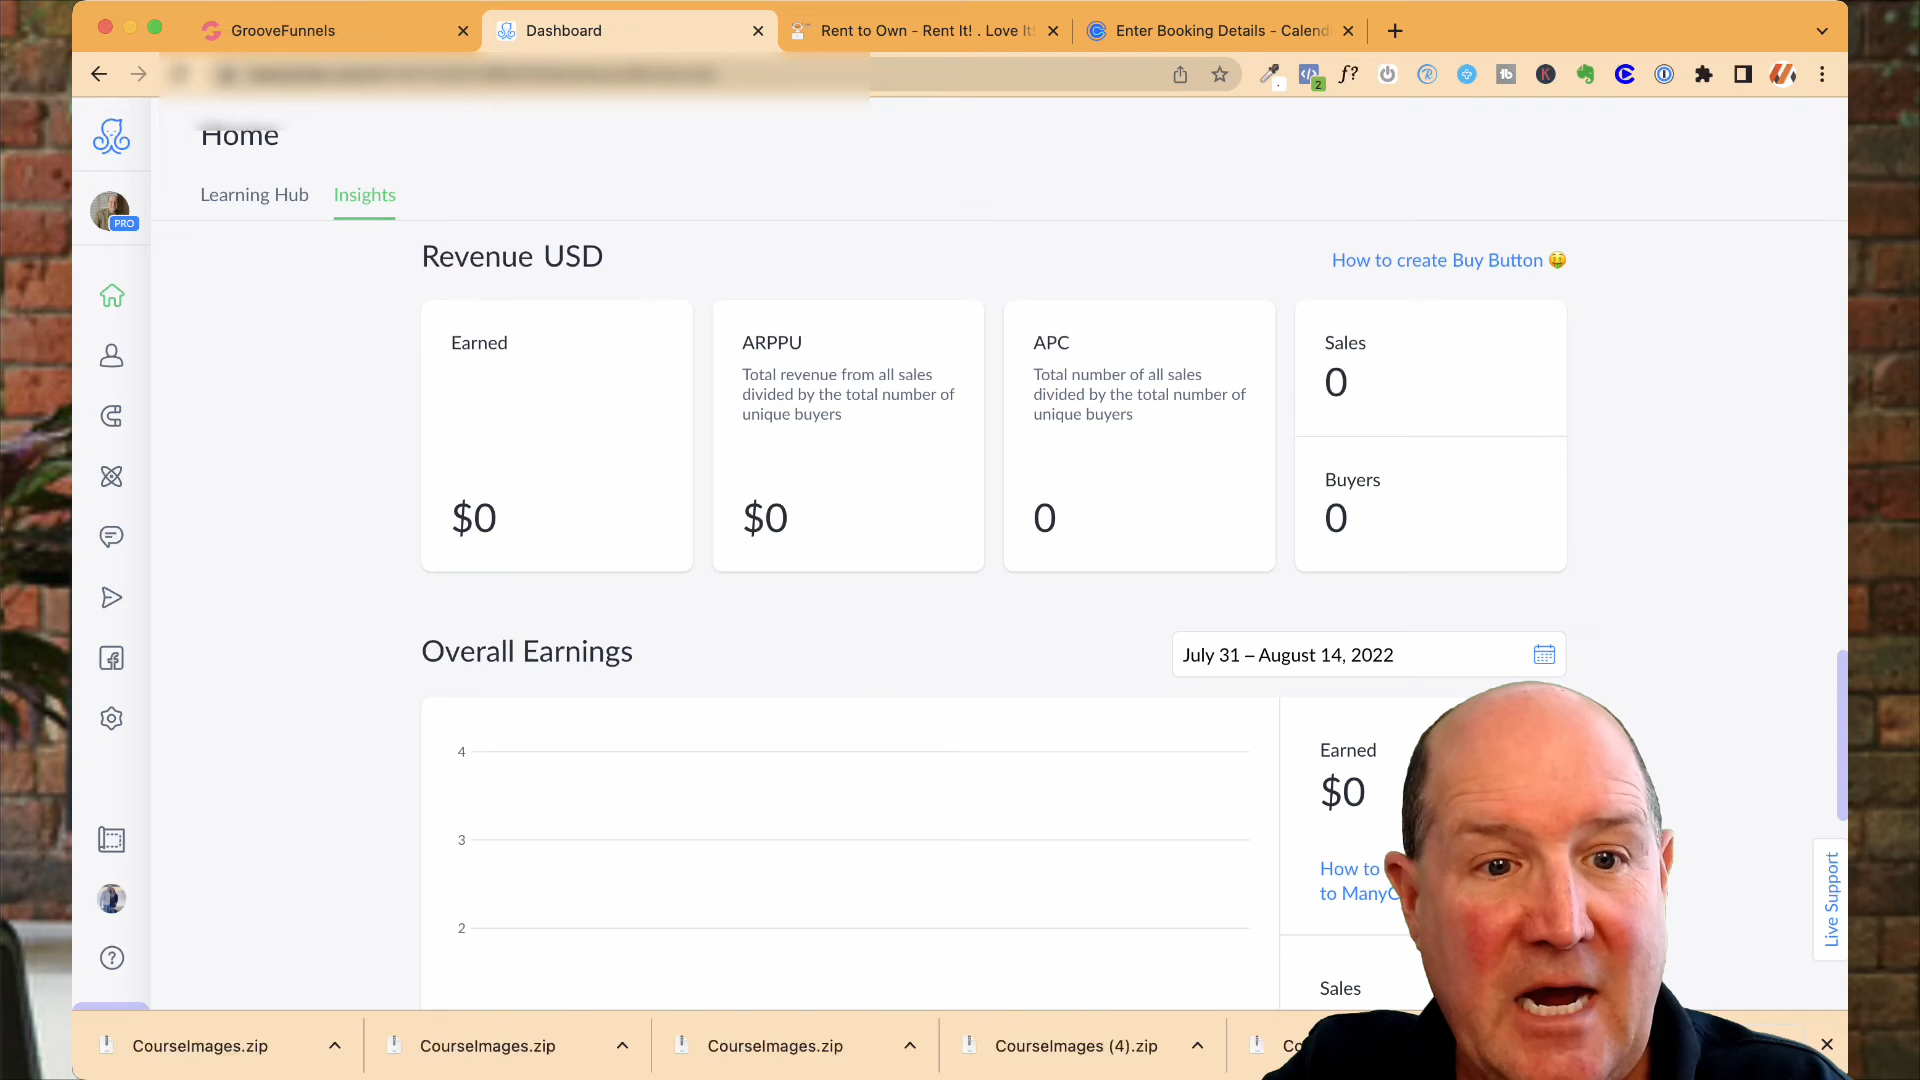 GrooveFunnels
Dashboard
Rent to Own - Rent It! . Love It!
Enter Booking Details - Calend
2
f?
tb
K
Home
PRO
Learning Hub
Insights
Revenue USD
How to create Buy Button
Earned
$0
ARPPU
Total revenue from all sales
divided by the total number of
unique buyers
$0
APC
Total number of all sales
divided by the total number of
unique buyers
0
Sales
0
Buyers
0
Overall Earnings
July 31 – August 14, 2022
4
3
2
Earned
$0
How to
to ManyC
Sales
Live Support
CourseImages.zip
CourseImages.zip
CourseImages.zip
CourseImages (4).zip
Co